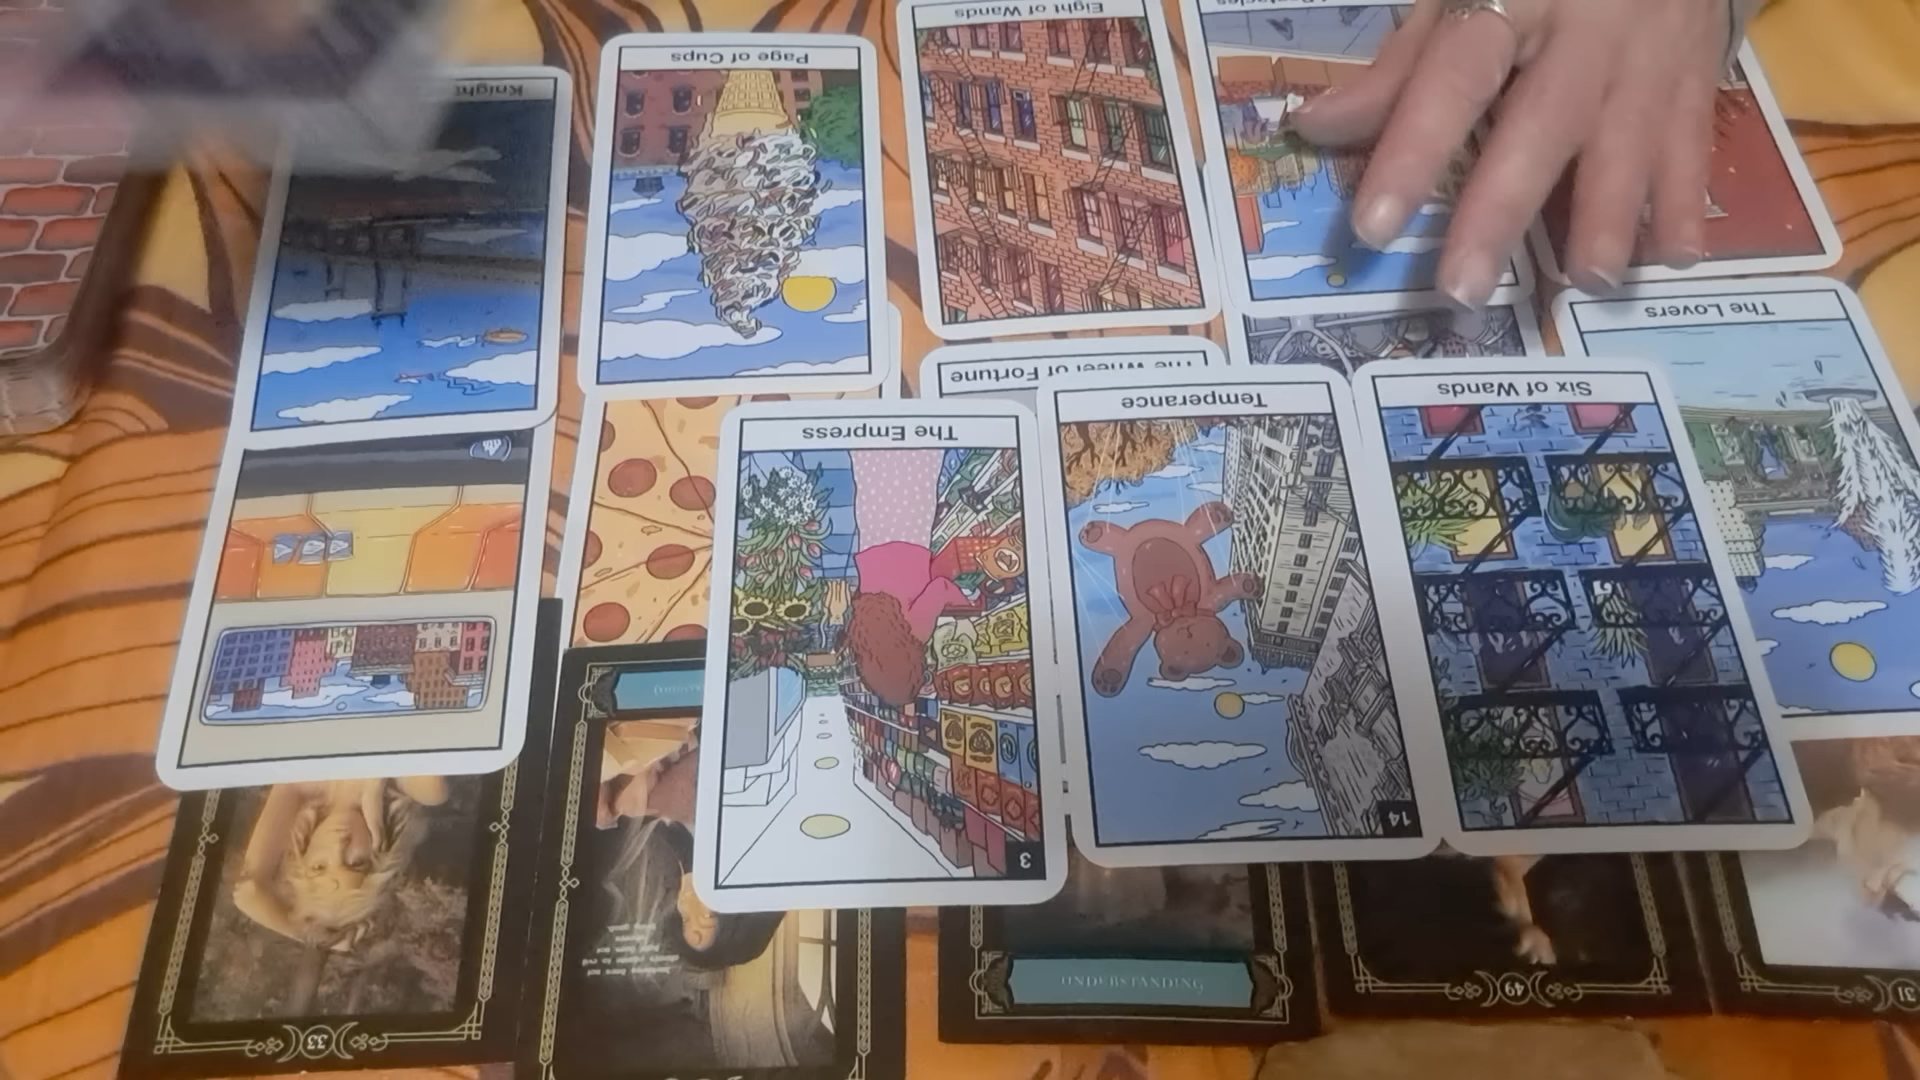 Eight of Wands
Page of Cups
Knight
The Lovers
The Wheel of Fortune
Temperance
Six of Wands
The Empress
14
3
UNDERSTANDING
33
49
31